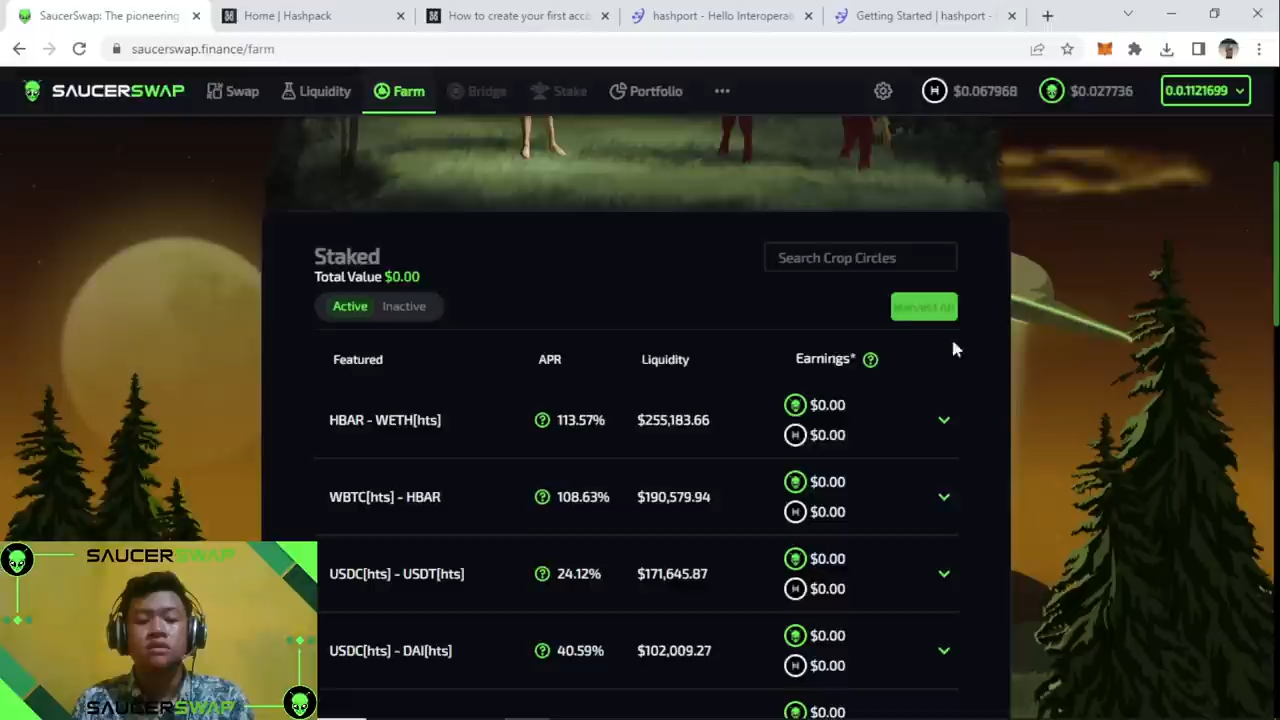 SaucerSwap: The pioneering
Home | Hashpack
How to create your first acco
hashport - Hello Interopera
Getting Started | hashport -
saucerswap.finance/farm
SAUCERSWAP
Swap
Liquidity
Farm
Bridge
Stake
Portfolio
$0.067968
$0.027736
0.0.1121699
Staked
Total Value $0.00
Search Crop Circles
Active
Inactive
Harvest All
Featured
APR
Liquidity
Earnings*
HBAR - WETH[hts]
113.57%
$255,183.66
$0.00
$0.00
WBTC[hts] - HBAR
108.63%
$190,579.94
$0.00
$0.00
USDC[hts] - USDT[hts]
24.12%
$171,645.87
$0.00
$0.00
USDC[hts] - DAI[hts]
40.59%
$102,009.27
$0.00
$0.00
$0.00
SAUCERSWAP
SAUCERSWAP